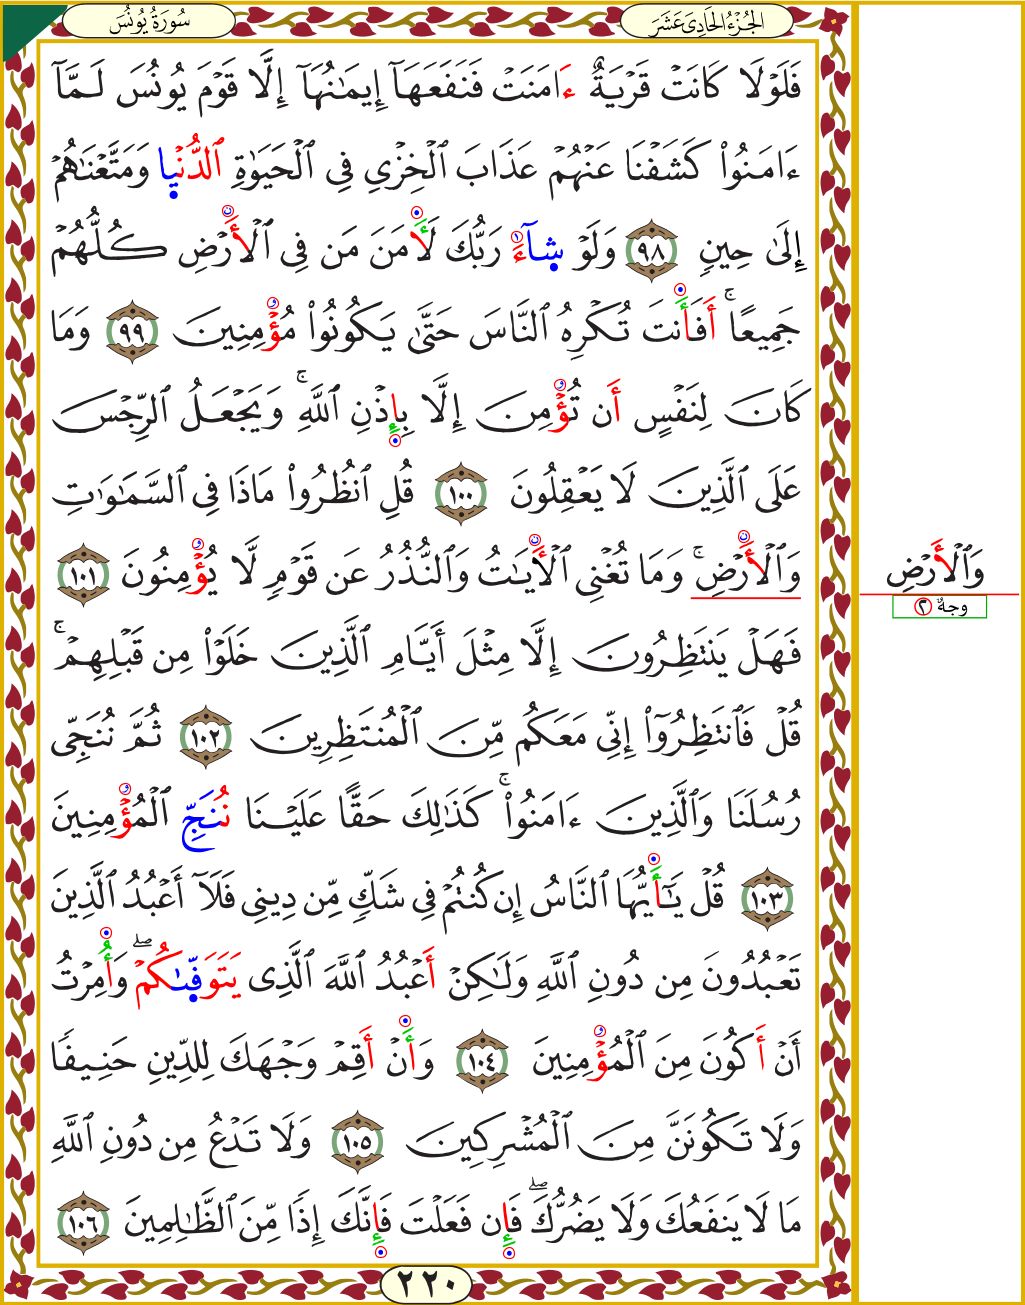 الجُزْءُ الحَادِىَ عَشَرَ
سُورَةُ يُونُسَ
فَلَوۡلَا كَانَتۡ قَرۡيَةٌ ءَامَنَتۡ فَنَفَعَهَآ إِيمَٰنُهَآ إِلَّا قَوۡمَ يُونُسَ لَمَّآ
ءَامَنُواْ كَشَفۡنَا عَنۡهُمۡ عَذَابَ ٱلۡخِزۡيِ فِي ٱلۡحَيَوٰةِ ٱلدُّنۡيٜا وَمَتَّعۡنَٰهُمۡ
إِلَىٰ حِينٖ ٩٨ وَلَوۡ شٜآءَ رَبُّكَ لَأٓمَنَ مَن فِي ٱلۡأَرۡضِ كُلُّهُمۡ
جَمِيعًاۚ أَفَأَنتَ تُكۡرِهُ ٱلنَّاسَ حَتَّىٰ يَكُونُواْ مُؤۡمِنِينَ ٩٩ وَمَا
كَانَ لِنَفۡسٍ أَن تُؤۡمِنَ إِلَّا بِإِذۡنِ ٱللَّهِۚ وَيَجۡعَلُ ٱلرِّجۡسَ
عَلَى ٱلَّذِينَ لَا يَعۡقِلُونَ ١٠٠ قُلِ ٱنظُرُواْ مَاذَا فِي ٱلسَّمَٰوَٰتِ
وَٱلۡأَرۡضِۚ وَمَا تُغۡنِي ٱلۡأٓيَٰتُ وَٱلنُّذُرُ عَن قَوۡمٖ لَّا يُؤۡمِنُونَ ١٠١
وَٱلۡأَرۡضِ
وجهٌ ٢
فَهَلۡ يَنتَظِرُونَ إِلَّا مِثۡلَ أَيَّامِ ٱلَّذِينَ خَلَوۡاْ مِن قَبۡلِهِمۡۚ
قُلۡ فَٱنتَظِرُوٓاْ إِنِّي مَعَكُم مِّنَ ٱلۡمُنتَظِرِينَ ١٠٢ ثُمَّ نُنَجِّي
رُسُلَنَا وَٱلَّذِينَ ءَامَنُواْۚ كَذَٰلِكَ حَقًّا عَلَيۡنَا نُنَجِّ ٱلۡمُؤۡمِنِينَ
١٠٣ قُلۡ يَٰٓأَيُّهَا ٱلنَّاسُ إِن كُنتُمۡ فِي شَكّٖ مِّن دِينِي فَلَآ أَعۡبُدُ ٱلَّذِينَ
تَعۡبُدُونَ مِن دُونِ ٱللَّهِ وَلَٰكِنۡ أَعۡبُدُ ٱللَّهَ ٱلَّذِي يَتَوَفّٜىٰكُمۡۖ وَأُمِرۡتُ
أَنۡ أَكُونَ مِنَ ٱلۡمُؤۡمِنِينَ ١٠٤ وَأَنۡ أَقِمۡ وَجۡهَكَ لِلدِّينِ حَنِيفٗا
وَلَا تَكُونَنَّ مِنَ ٱلۡمُشۡرِكِينَ ١٠٥ وَلَا تَدۡعُ مِن دُونِ ٱللَّهِ
مَا لَا يَنفَعُكَ وَلَا يَضُرُّكَۖ فَإِن فَعَلۡتَ فَإِنَّكَ إِذٗا مِّنَ ٱلظَّٰلِمِينَ ١٠٦
٢٢٠